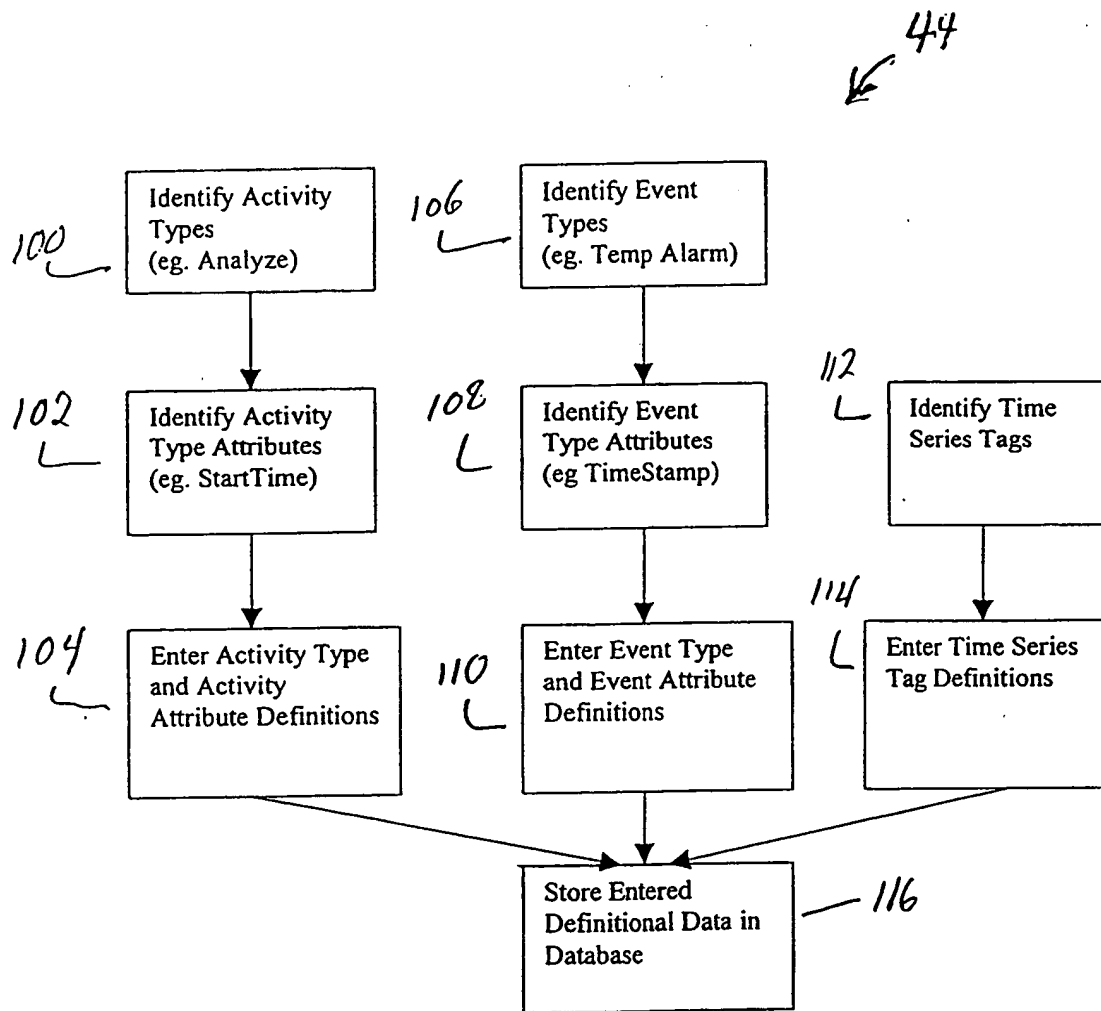 44
100
Identify Activity
Types
(eg. Analyze)
106
Identify Event
Types
(eg. Temp Alarm)
102
Identify Activity
Type Attributes
(eg. StartTime)
108
Identify Event
Type Attributes
(eg TimeStamp)
112
Identify Time
Series Tags
104
Enter Activity Type
and Activity
Attribute Definitions
110
Enter Event Type
and Event Attribute
Definitions
114
Enter Time Series
Tag Definitions
Store Entered
Definitional Data in
Database
116